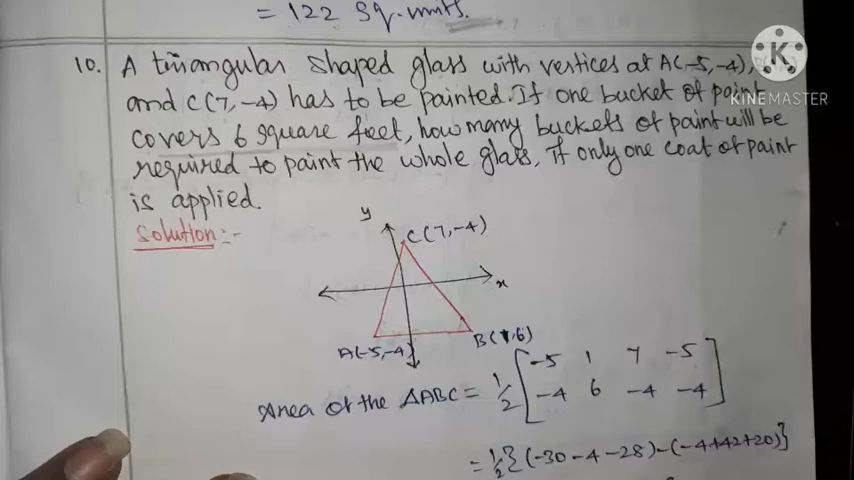 = 122 Sq. units.
10. A triangular shaped glass with vertices at A(-5,-4),
and C(7,-4) has to be painted. If one bucket of paint
KINEMASTER
covers 6 square feet, how many buckets of paint will be
required to paint the whole glass, if only one coat of paint
is applied.
Solution:-
y
C(7,-4)
x
A(-5,-4)
B(1,6)
Area of the ΔABC = 1/2 [ -5 1 7 -5
-4 6 -4 -4 ]
= 1/2 { (-30-4-28)-(-4+42+20) }